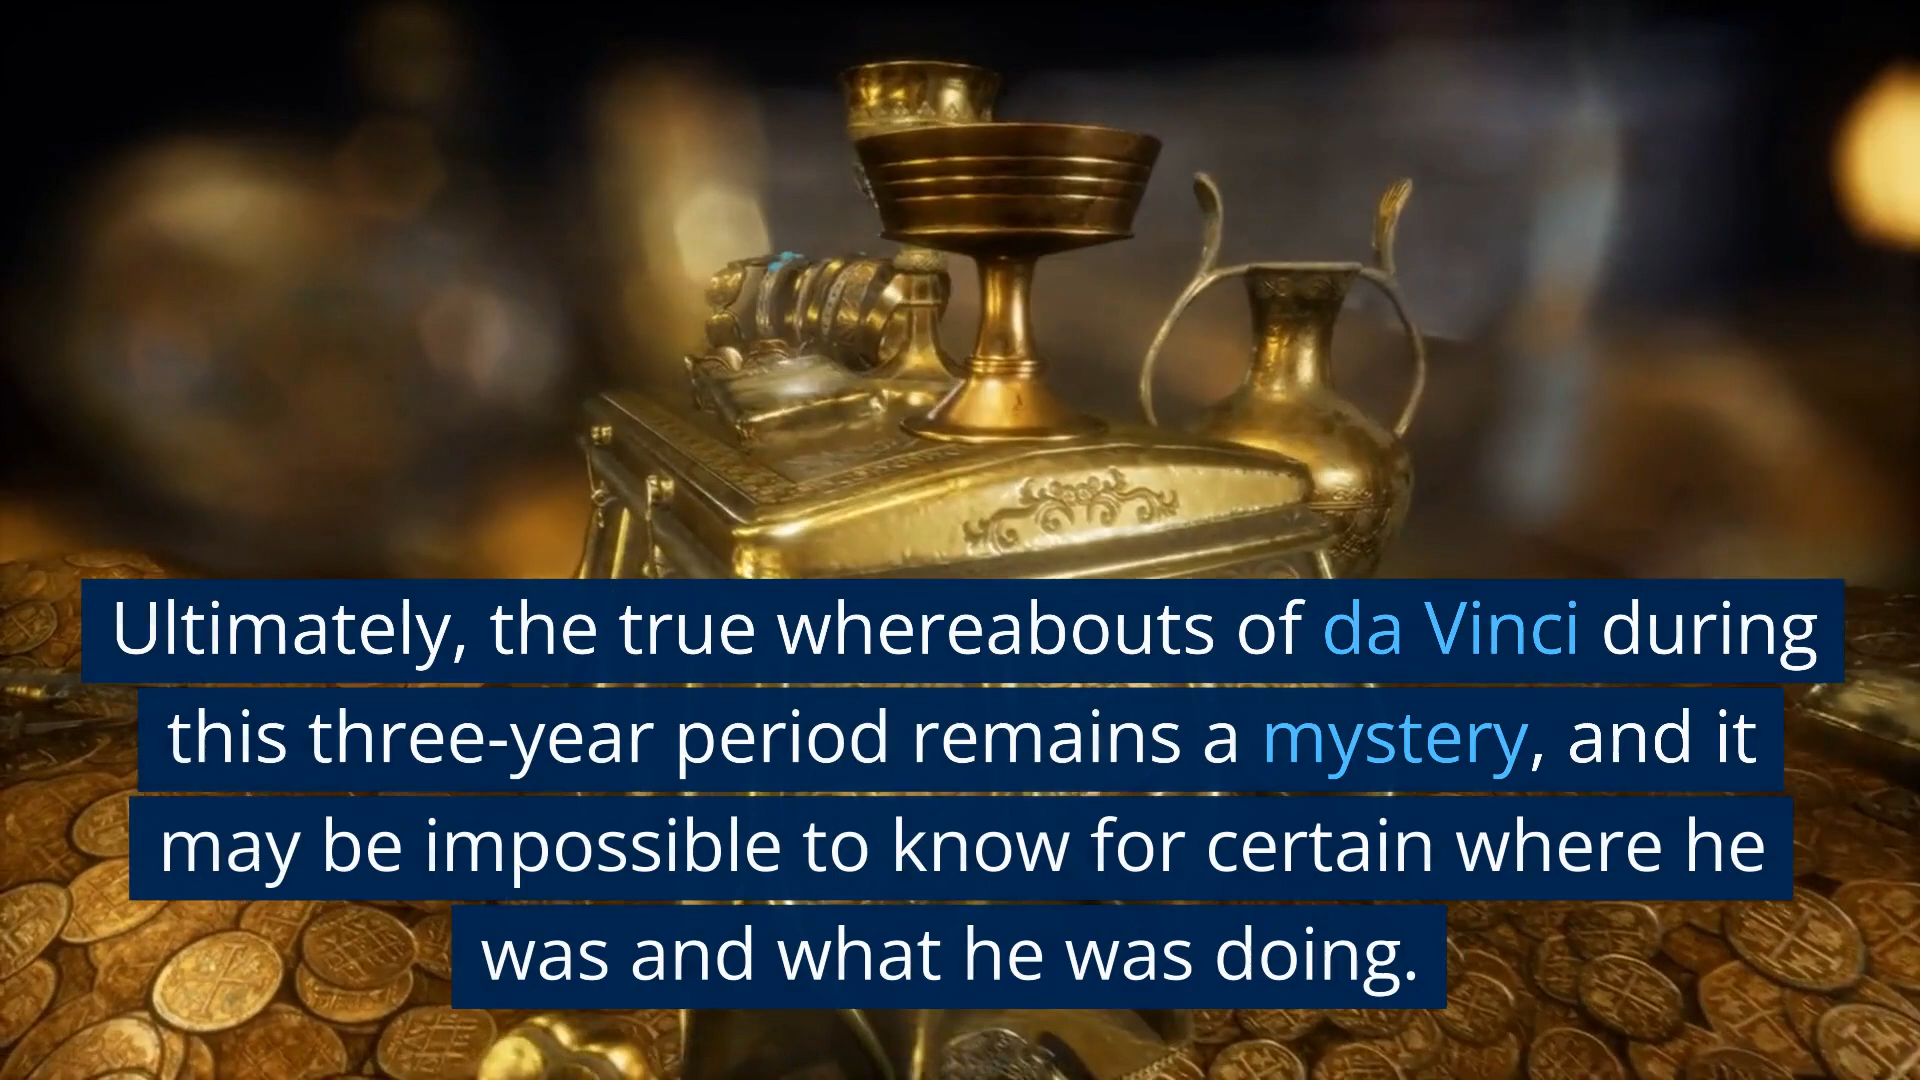 Ultimately, the true whereabouts of da Vinci during
this three-year period remains a mystery, and it
may be impossible to know for certain where he
was and what he was doing.